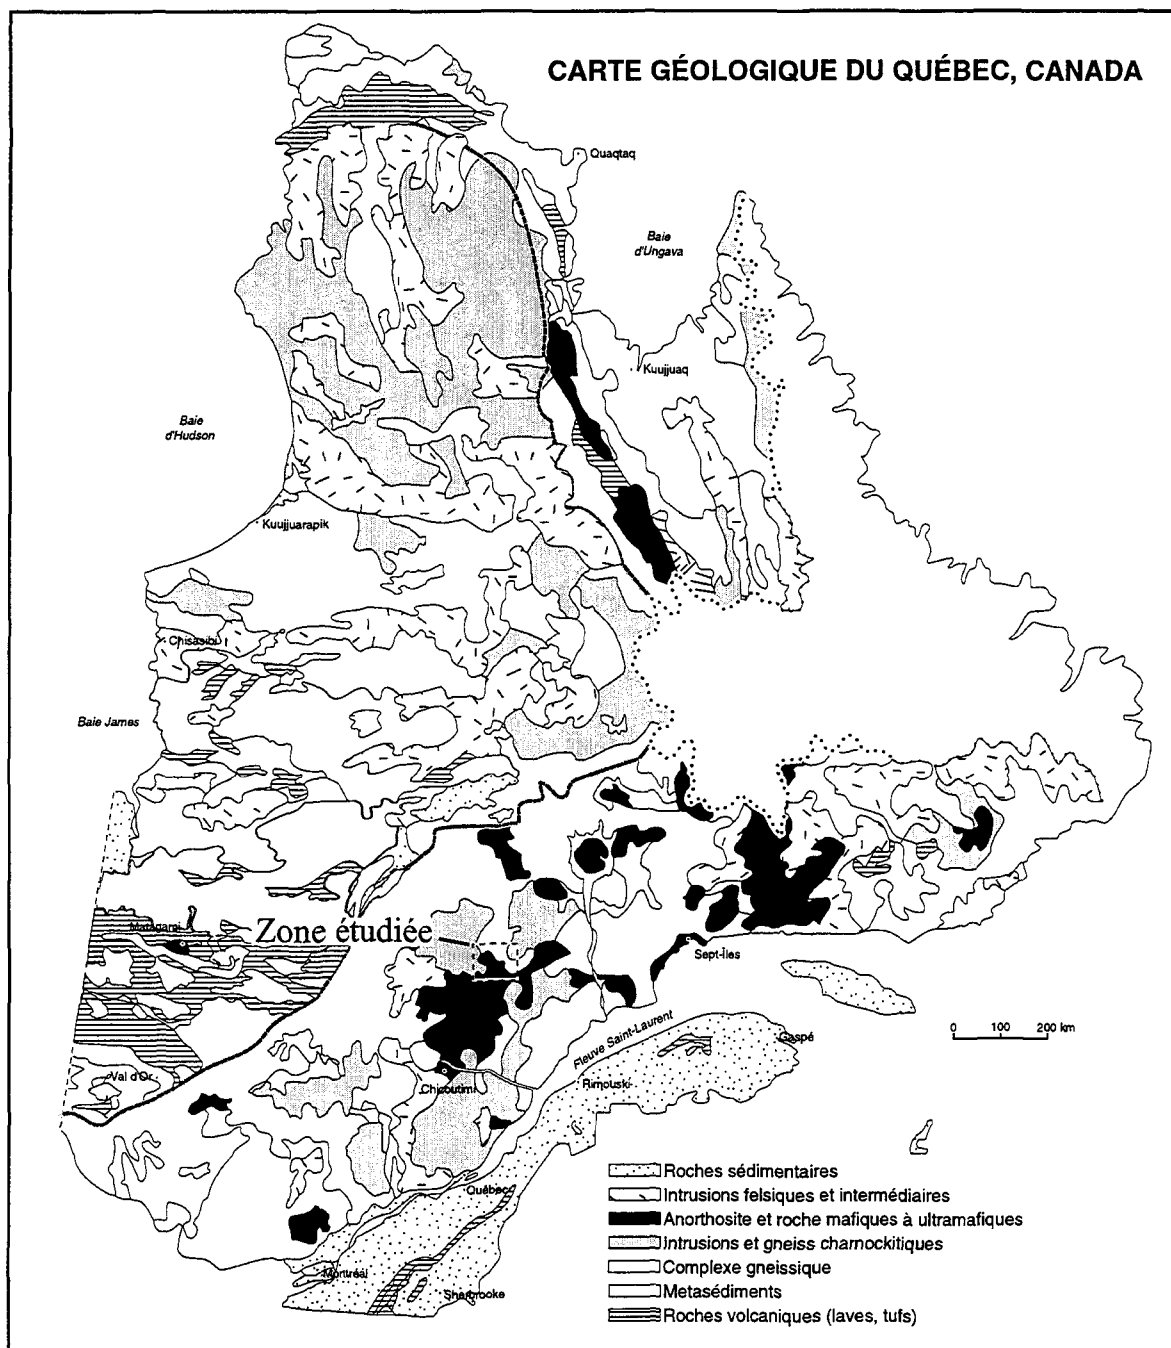 CARTE GÉOLOGIQUE DU QUÉBEC, CANADA
Quaqtaq
Baie
d'Ungava
Kuujjuaq
Baie
d'Hudson
Kuujjuarapik
Chisasibi
Baie James
Matagami
Zone étudiée
Sept-Îles
0 100 200 km
Fleuve Saint-Laurent
Gaspé
Rimouski
Val d'Or
Chicoutimi
Québec
Montréal
Sherbrooke
Roches sédimentaires
Intrusions felsiques et intermédiaires
Anorthosite et roche mafiques à ultramafiques
Intrusions et gneiss charnockitiques
Complexe gneissique
Metasédiments
Roches volcaniques (laves, tufs)